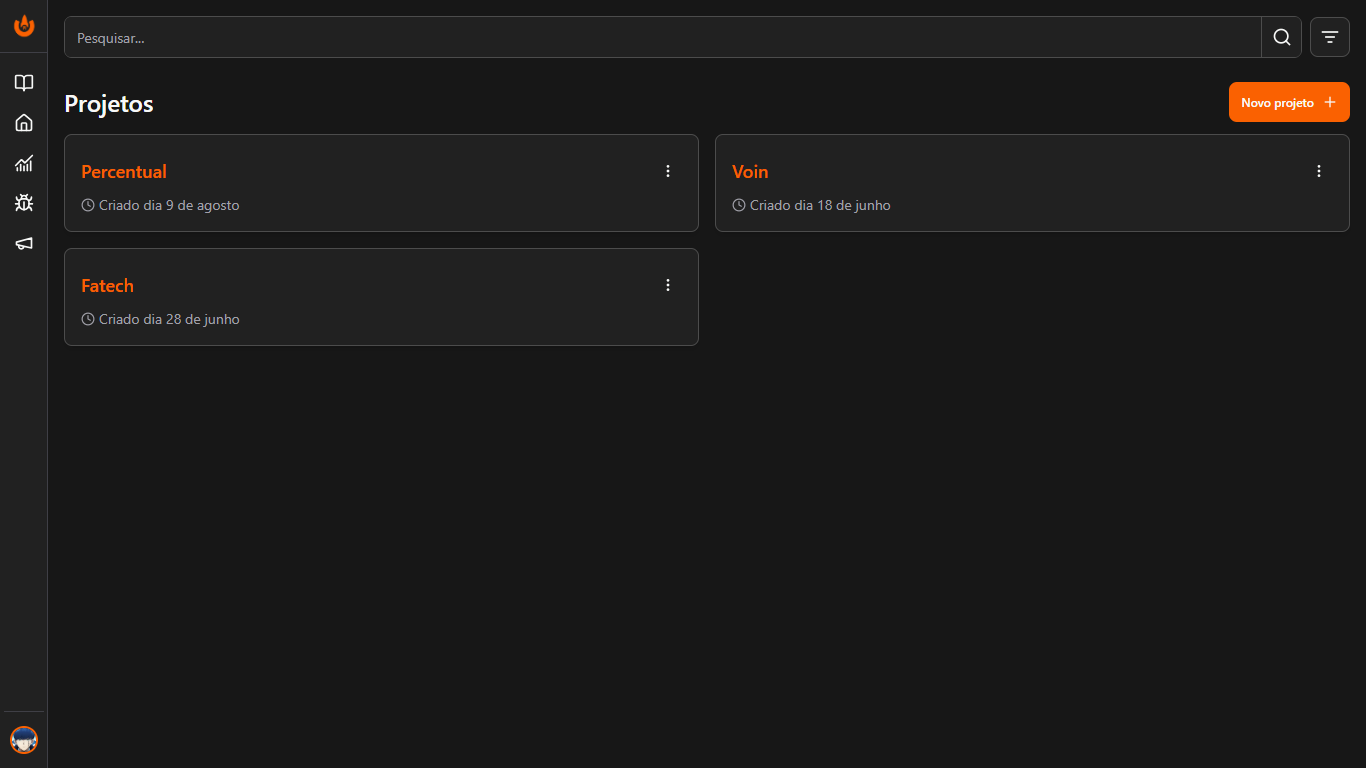 Pesquisar...
Projetos
Novo projeto
Percentual
Criado dia 9 de agosto
Voin
Criado dia 18 de junho
Fatech
Criado dia 28 de junho